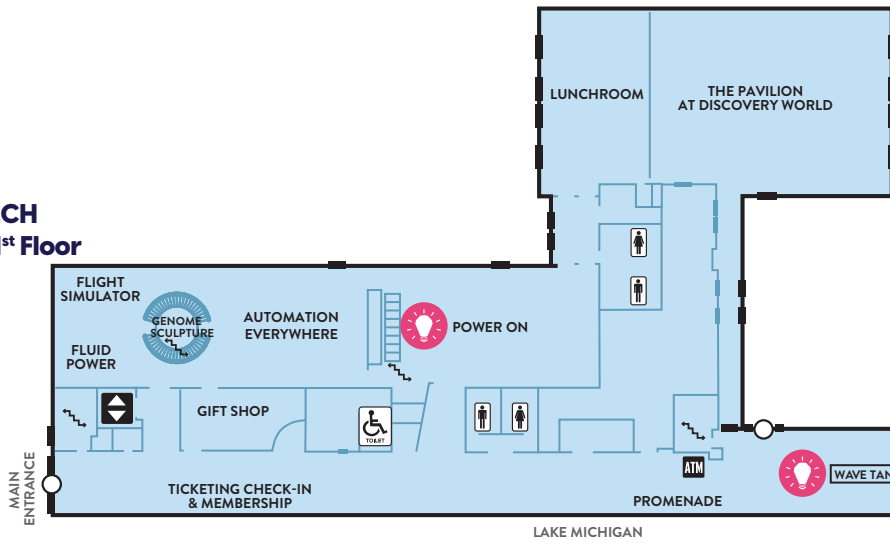 LUNCHROOM
THE PAVILION
AT DISCOVERY WORLD
CH
1st Floor
FLIGHT
SIMULATOR
GENOME
SCULPTURE
AUTOMATION
EVERYWHERE
POWER ON
FLUID
POWER
GIFT SHOP
TOILET
MAIN
ENTRANCE
TICKETING CHECK-IN
& MEMBERSHIP
ATM
PROMENADE
WAVE TAN
LAKE MICHIGAN